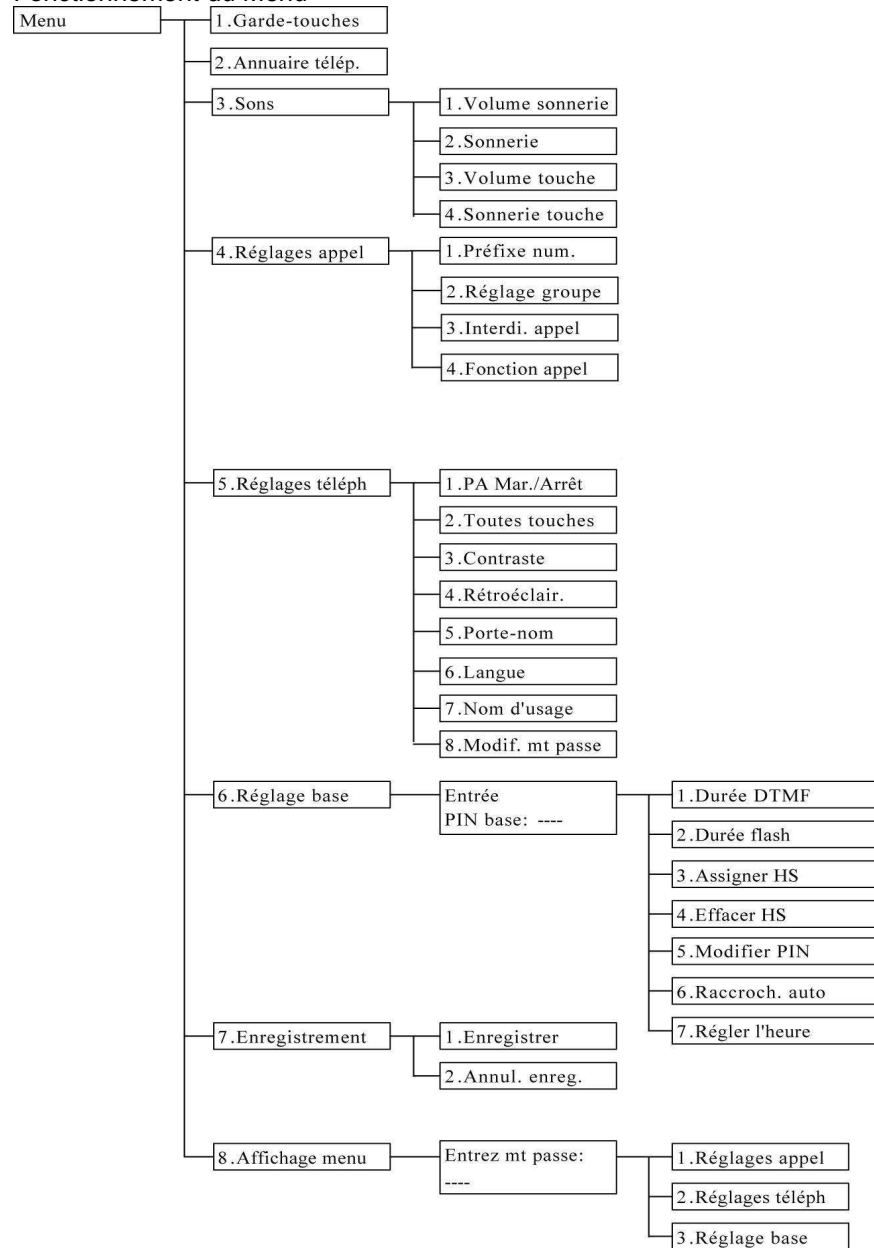 Fonctionnement du Menu
Menu
1.Garde-touches
2.Annuaire télép.
3.Sons
1.Volume sonnerie
2.Sonnerie
3.Volume touche
4.Sonnerie touche
4.Réglages appel
1.Préfixe num.
2.Réglage groupe
3.Interdi. appel
4.Fonction appel
5.Réglages téléph
1.PA Mar./Arrêt
2.Toutes touches
3.Contraste
4.Rétroéclair.
5.Porte-nom
6.Langue
7.Nom d'usage
8.Modif. mt passe
6.Réglage base
Entrée
PIN base: ----
1.Durée DTMF
2.Durée flash
3.Assigner HS
4.Effacer HS
5.Modifier PIN
6.Raccroch. auto
7.Régler l'heure
7.Enregistrement
1.Enregistrer
2.Annul. enreg.
8.Affichage menu
Entrez mt passe:
----
1.Réglages appel
2.Réglages téléph
3.Réglage base